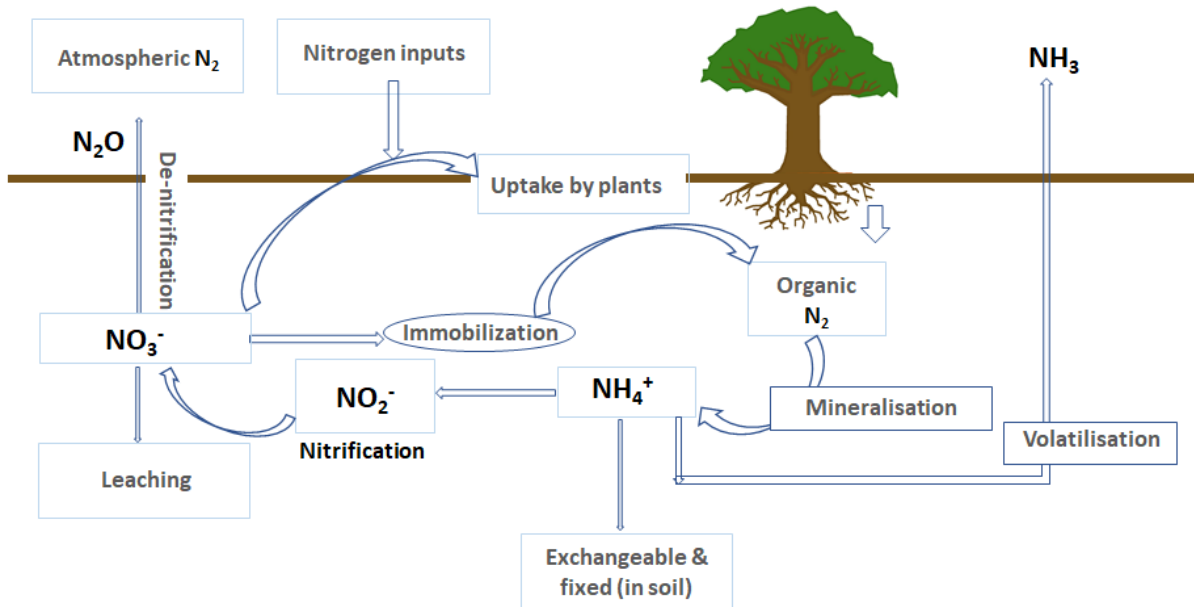 Atmospheric N₂
Nitrogen inputs
NH₃
N₂O
De-nitrification
Uptake by plants
Organic
N₂
NO₃⁻
Immobilization
NO₂⁻
NH₄⁺
Mineralisation
Nitrification
Volatilisation
Leaching
Exchangeable &
fixed (in soil)